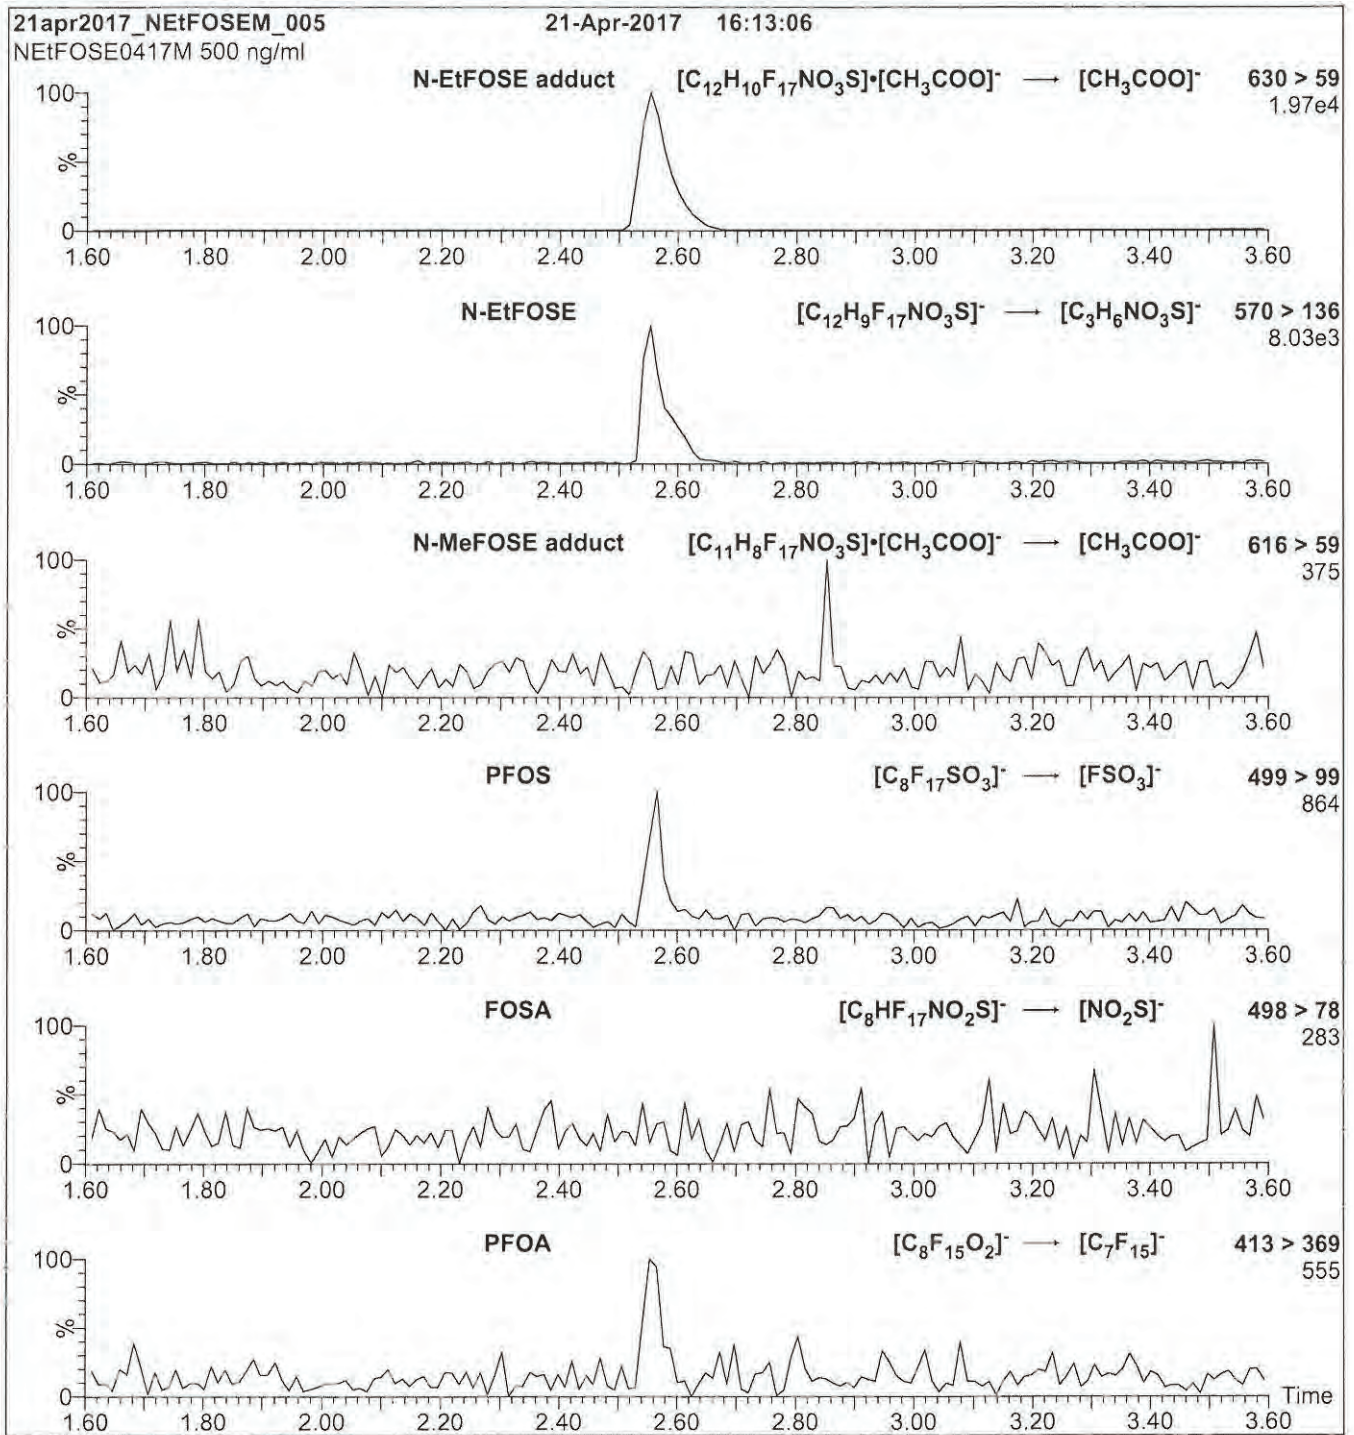 21apr2017_NEtFOSEM_005 21-Apr-2017 16:13:06
NEtFOSE0417M 500 ng/ml
N-EtFOSE adduct [C₁₂H₁₀F₁₇NO₃S]•[CH₃COO]⁻ → [CH₃COO]⁻ 630 > 59
1.97e4
100
%
0
1.60 1.80 2.00 2.20 2.40 2.60 2.80 3.00 3.20 3.40 3.60
N-EtFOSE [C₁₂H₉F₁₇NO₃S]⁻ → [C₃H₆NO₃S]⁻ 570 > 136
8.03e3
100
%
0
1.60 1.80 2.00 2.20 2.40 2.60 2.80 3.00 3.20 3.40 3.60
N-MeFOSE adduct [C₁₁H₈F₁₇NO₃S]•[CH₃COO]⁻ → [CH₃COO]⁻ 616 > 59
375
100
%
0
1.60 1.80 2.00 2.20 2.40 2.60 2.80 3.00 3.20 3.40 3.60
PFOS [C₈F₁₇SO₃]⁻ → [FSO₃]⁻ 499 > 99
864
100
%
0
1.60 1.80 2.00 2.20 2.40 2.60 2.80 3.00 3.20 3.40 3.60
FOSA [C₈HF₁₇NO₂S]⁻ → [NO₂S]⁻ 498 > 78
283
100
%
0
1.60 1.80 2.00 2.20 2.40 2.60 2.80 3.00 3.20 3.40 3.60
PFOA [C₈F₁₅O₂]⁻ → [C₇F₁₅]⁻ 413 > 369
555
100
%
0
Time
1.60 1.80 2.00 2.20 2.40 2.60 2.80 3.00 3.20 3.40 3.60